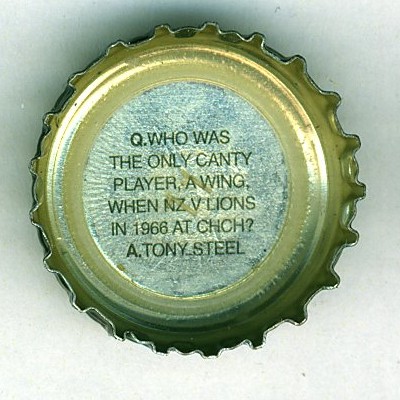 Q.WHO WAS
THE ONLY CANTY
PLAYER, A WING,
WHEN NZ V LIONS
IN 1966 AT CHCH?
A.TONY STEEL